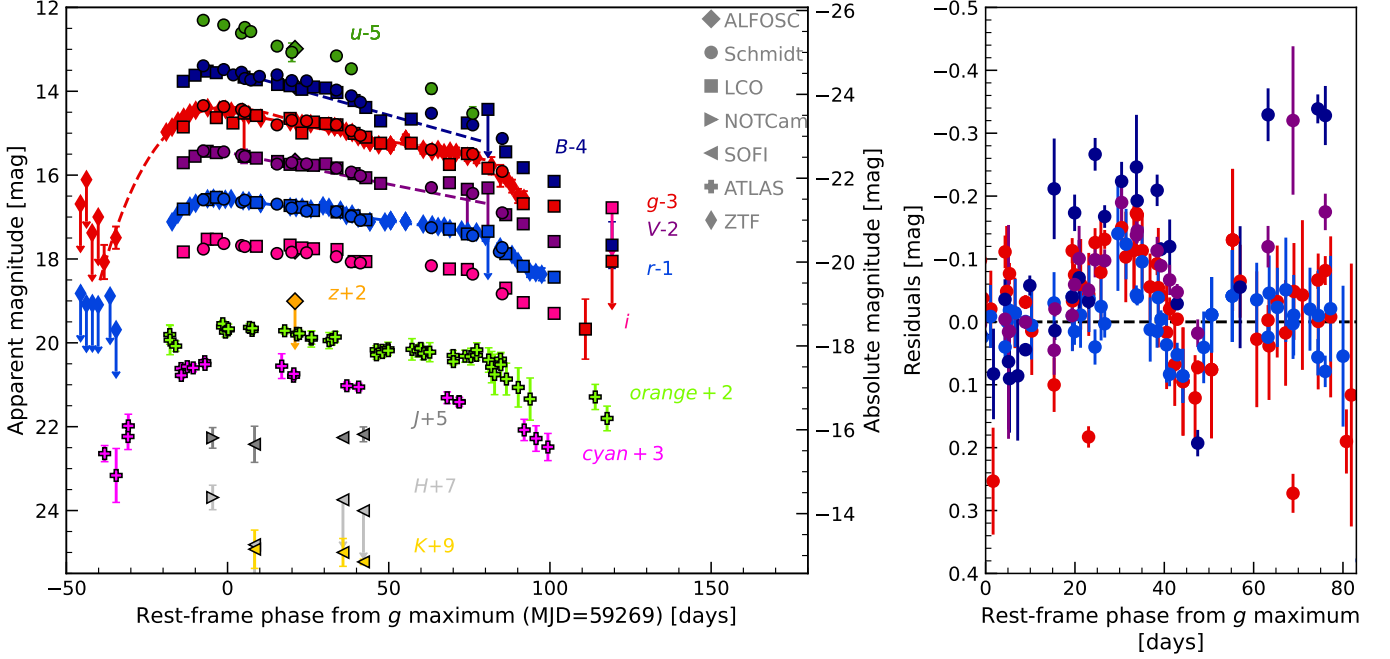 u-5
B-4
g-3
V-2
r-1
i
z+2
orange+2
cyan+3
J+5
H+7
K+9
ALFOSC
Schmidt
LCO
NOTCam
SOFI
ATLAS
ZTF
14
16
18
20
22
24
Apparent magnitude [mag]
−26
−24
−22
−20
−18
−16
−14
Absolute magnitude [mag]
−50
0
50
100
150
Rest-frame phase from g maximum (MJD=59269) [days]
−0.5
−0.4
−0.3
−0.2
−0.1
0.0
0.1
0.2
0.3
0.4
Residuals [mag]
0
20
40
60
80
Rest-frame phase from g maximum
[days]